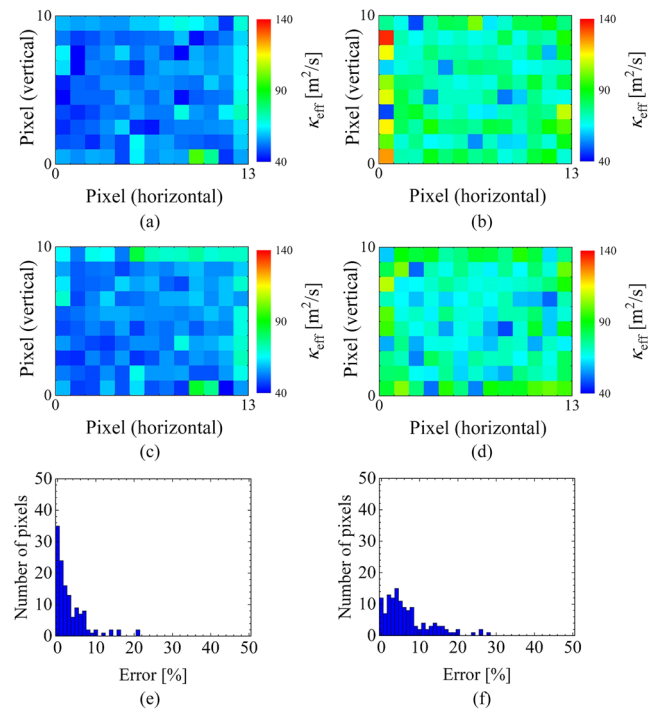 10
Pixel (vertical)
0
0
13
Pixel (horizontal)
140
90
40
κeff [m²/s]
(a)
10
Pixel (vertical)
0
0
13
Pixel (horizontal)
140
90
40
κeff [m²/s]
(b)
10
Pixel (vertical)
0
0
13
Pixel (horizontal)
140
90
40
κeff [m²/s]
(c)
10
Pixel (vertical)
0
0
13
Pixel (horizontal)
140
90
40
κeff [m²/s]
(d)
50
40
30
20
10
0
Number of pixels
0 10 20 30 40 50
Error [%]
(e)
50
40
30
20
10
0
Number of pixels
0 10 20 30 40 50
Error [%]
(f)